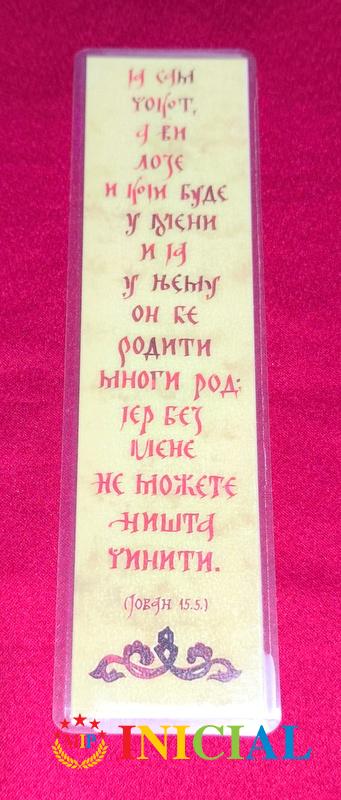 ја сам
чокот,
а ви
лозе
и који буде
у мени
и ја
у њему
он ће
родити
многи род;
јер без
мене
не можете
ништа
чинити.
(Јован 15.5.)
IP INICIAL